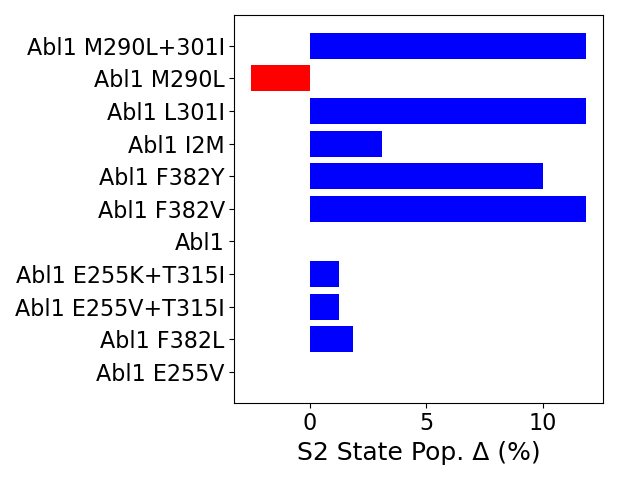 Abl1 M290L+301I
Abl1 M290L
Abl1 L301I
Abl1 I2M
Abl1 F382Y
Abl1 F382V
Abl1
Abl1 E255K+T315I
Abl1 E255V+T315I
Abl1 F382L
Abl1 E255V
0 5 10
S2 State Pop. Δ (%)